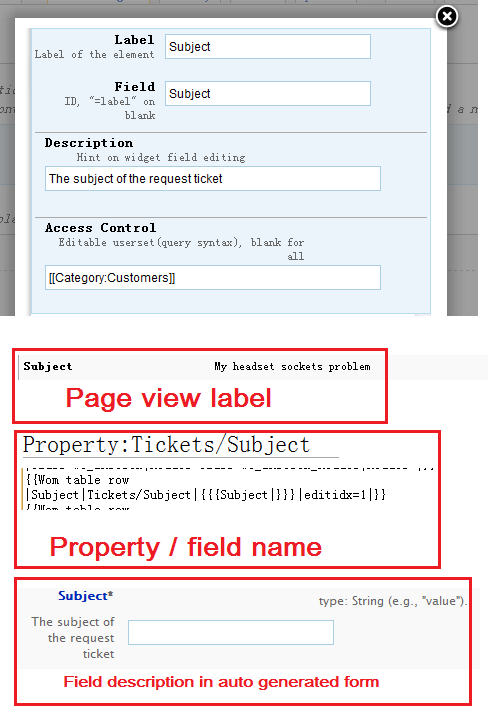 Label
Label of the element
Subject
Field
ID, "=label" on
blank
Subject
Description
Hint on widget field editing
The subject of the request ticket
Access Control
Editable userset(query syntax), blank for
all
[[Category:Customers]]
Subject
My headset sockets problem
Page view label
Property:Tickets/Subject
{{Wom table row
|Subject|Tickets/Subject|{{{Subject|}}}|editidx=1|}}
{{Wom table row
Property / field name
Subject*
type: String (e.g., "value").
The subject of
the request
ticket
Field description in auto generated form